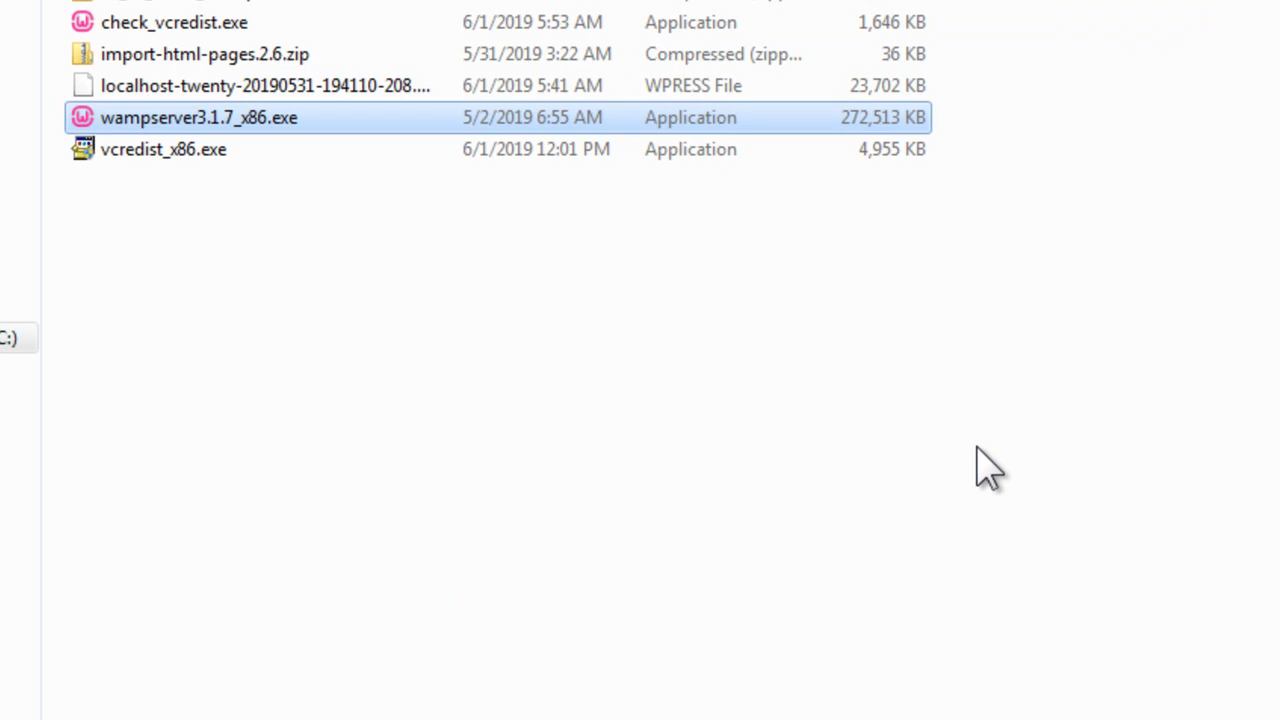 check_vcredist.exe 6/1/2019 5:53 AM Application 1,646 KB
import-html-pages.2.6.zip 5/31/2019 3:22 AM Compressed (zipp... 36 KB
localhost-twenty-20190531-194110-208.... 6/1/2019 5:41 AM WPRESS File 23,702 KB
wampserver3.1.7_x86.exe 5/2/2019 6:55 AM Application 272,513 KB
vcredist_x86.exe 6/1/2019 12:01 PM Application 4,955 KB
C:)